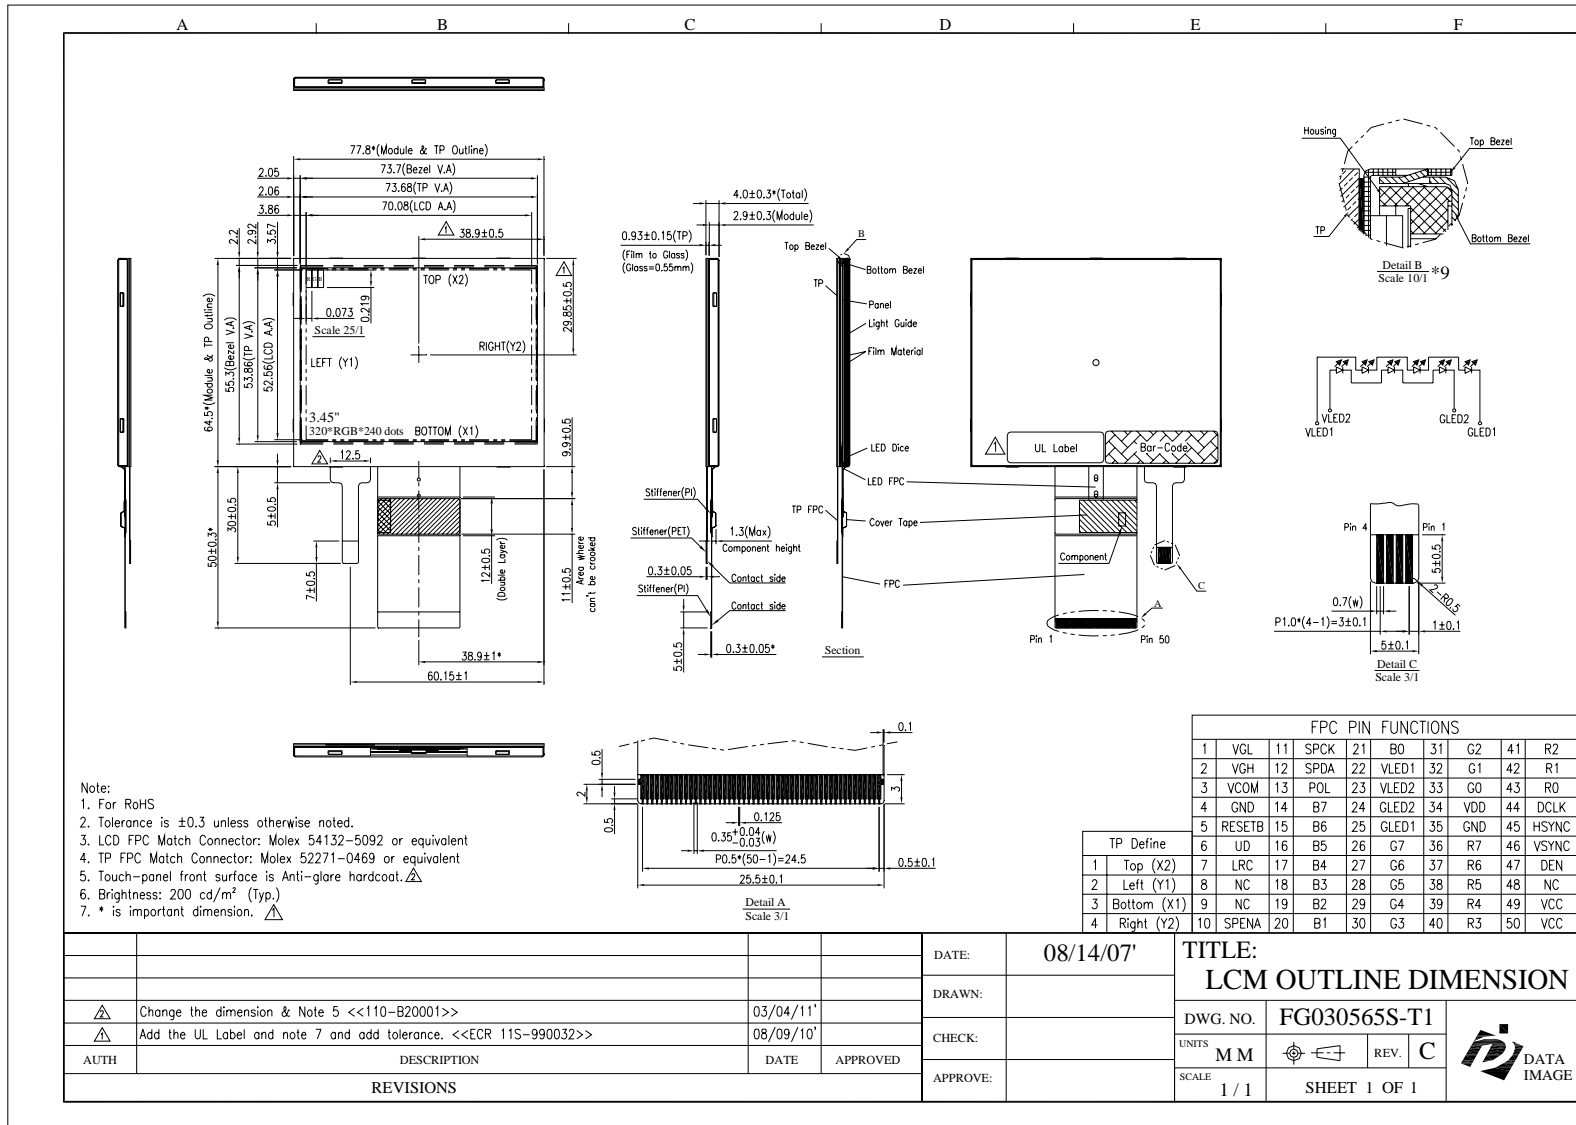 A B C D E F
77.8*(Module & TP Outline)
73.7(Bezel V.A)
73.68(TP V.A)
70.08(LCD A.A)
2.05
2.06
3.86
2.2
2.92
3.57
1
38.9±0.5
TOP (X2)
RGB
0.073
0.219
Scale 25/1
RIGHT(Y2)
LEFT (Y1)
3.45"
320*RGB*240 dots
BOTTOM (X1)
64.5*(Module & TP Outline)
55.3(Bezel V.A)
53.86(TP V.A)
52.56(LCD A.A)
1
29.85±0.5
9.9±0.5
2
12.5
50±0.3*
30±0.5
7±0.5
5±0.5
12±0.5
(Double Layer)
11±0.5
Area where
can't be crooked
38.9±1*
60.15±1
4.0±0.3*(Total)
2.9±0.3(Module)
0.93±0.15(TP)
(Film to Glass)
(Glass=0.55mm)
Stiffener(PI)
Stiffener(PET)
1.3(Max)
Component height
0.3±0.05
Contact side
Stiffener(PI)
Contact side
5±0.5
0.3±0.05*
B
Top Bezel
Bottom Bezel
TP
Panel
Light Guide
Film Material
LED Dice
LED FPC
TP FPC
Cover Tape
FPC
Section
1
UL Label
Bar-Code
Component
C
A
Pin 1
Pin 50
Housing
Top Bezel
TP
Bottom Bezel
Detail B
Scale 10/1
*9
VLED2
VLED1
GLED2
GLED1
Pin 4
Pin 1
5±0.5
2-R0.5
0.7(w)
P1.0*(4-1)=3±0.1
1±0.1
5±0.1
Detail C
Scale 3/1
0.1
0.5
2
0.5
3
0.125
0.35+0.04-0.03(w)
P0.5*(50-1)=24.5
0.5±0.1
25.5±0.1
Detail A
Scale 3/1
Note:
1. For RoHS
2. Tolerance is ±0.3 unless otherwise noted.
3. LCD FPC Match Connector: Molex 54132-5092 or equivalent
4. TP FPC Match Connector: Molex 52271-0469 or equivalent
5. Touch-panel front surface is Anti-glare hardcoat. 2
6. Brightness: 200 cd/m² (Typ.)
7. * is important dimension. 1
FPC PIN FUNCTIONS
1 VGL 11 SPCK 21 B0 31 G2 41 R2
2 VGH 12 SPDA 22 VLED1 32 G1 42 R1
3 VCOM 13 POL 23 VLED2 33 G0 43 R0
4 GND 14 B7 24 GLED2 34 VDD 44 DCLK
5 RESETB 15 B6 25 GLED1 35 GND 45 HSYNC
6 UD 16 B5 26 G7 36 R7 46 VSYNC
7 LRC 17 B4 27 G6 37 R6 47 DEN
8 NC 18 B3 28 G5 38 R5 48 NC
9 NC 19 B2 29 G4 39 R4 49 VCC
10 SPENA 20 B1 30 G3 40 R3 50 VCC
TP Define
1 Top (X2)
2 Left (Y1)
3 Bottom (X1)
4 Right (Y2)
2 Change the dimension & Note 5 <<110-B20001>> 03/04/11'
1 Add the UL Label and note 7 and add tolerance. <<ECR 11S-990032>> 08/09/10'
AUTH DESCRIPTION DATE APPROVED
REVISIONS
DATE: 08/14/07'
DRAWN:
CHECK:
APPROVE:
TITLE:
LCM OUTLINE DIMENSION
DWG. NO. FG030565S-T1
UNITS M M
REV. C
SCALE 1 / 1
SHEET 1 OF 1
DATA
IMAGE